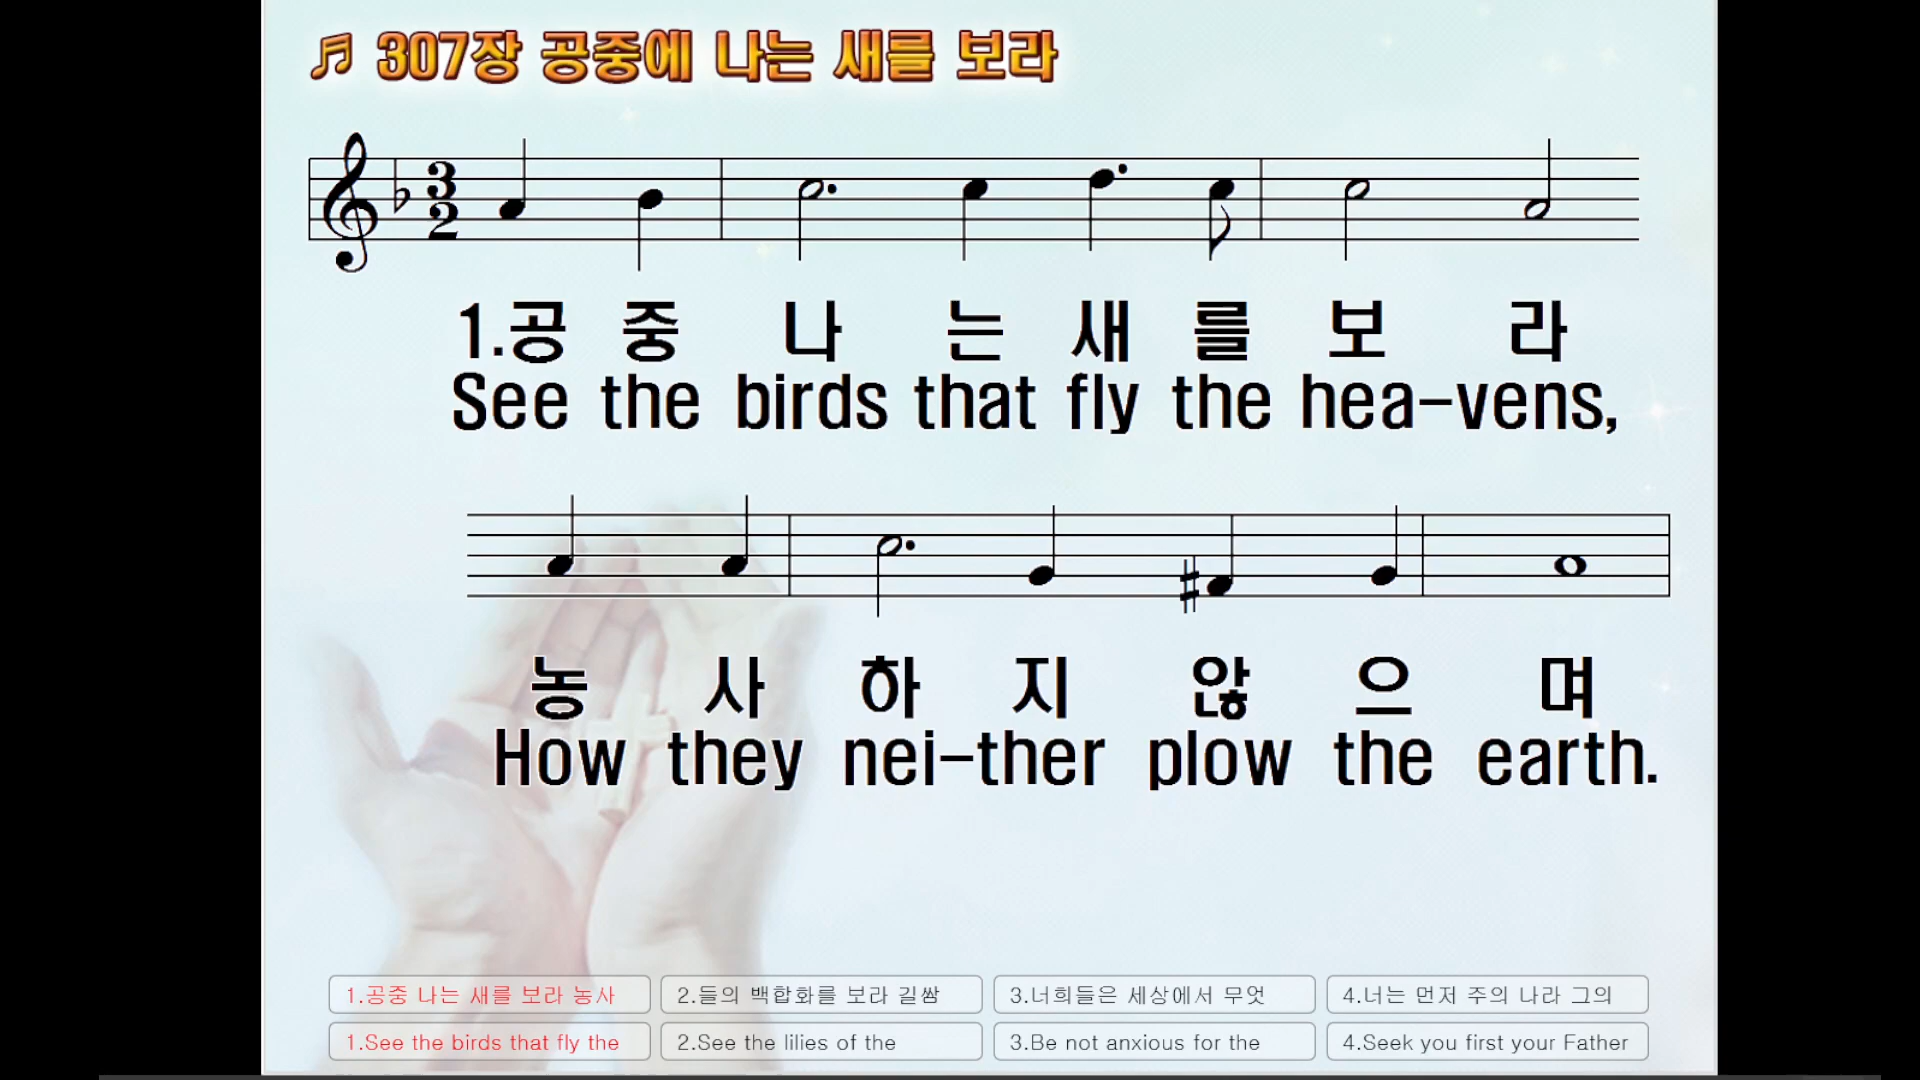 307장 공중에 나는 새를 보라
3
2
1.공 중 나 는 새 를 보 라
See the birds that fly the hea-vens,
농 사 하 지 않 으 며
How they nei-ther plow the earth.
1.공중 나는 새를 보라 농사
2.들의 백합화를 보라 길쌈
3.너희들은 세상에서 무엇
4.너는 먼저 주의 나라 그의
1.See the birds that fly the
2.See the lilies of the
3.Be not anxious for the
4.Seek you first your Father